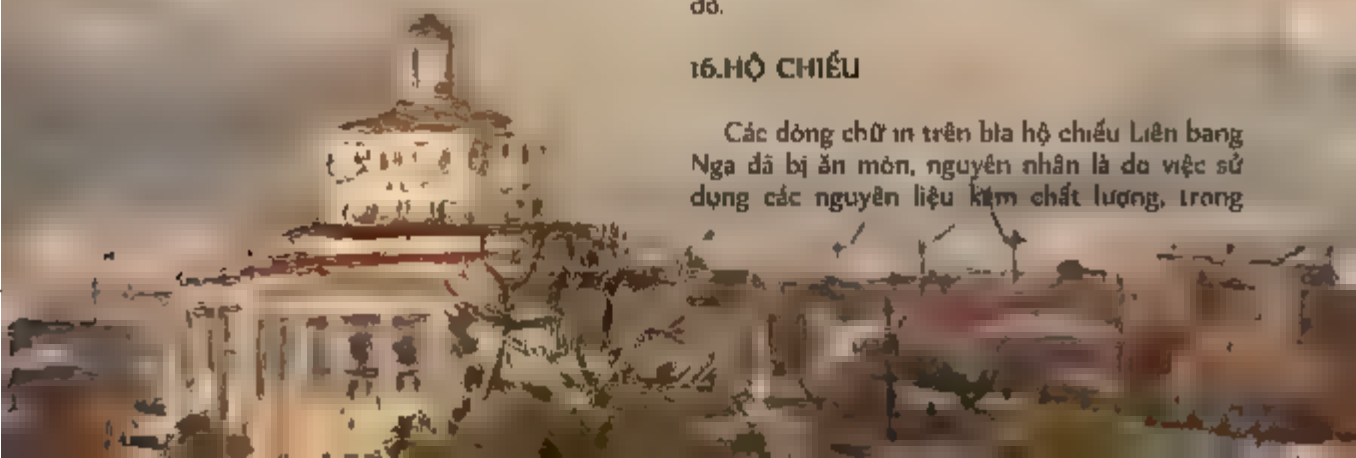 đó.
16.HỘ CHIẾU
Các dòng chữ in trên bìa hộ chiếu Liên bang
Nga đã bị ăn mòn, nguyên nhân là do việc sử
dụng các nguyên liệu kém chất lượng, trong